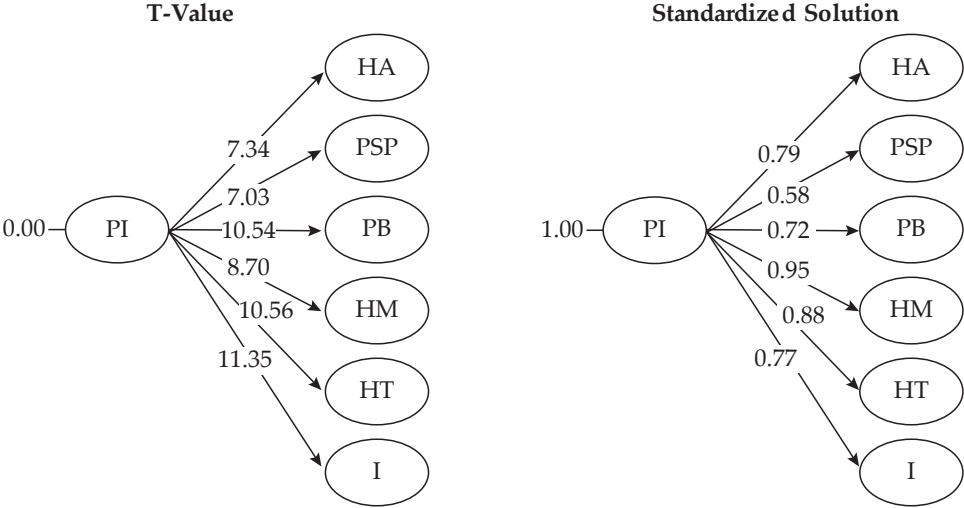 T-Value
HA
7.34
PSP
7.03
0.00
PI
10.54
PB
8.70
HM
10.56
11.35
HT
I
Standardized Solution
HA
0.79
PSP
0.58
1.00
PI
0.72
PB
0.95
HM
0.88
0.77
HT
I